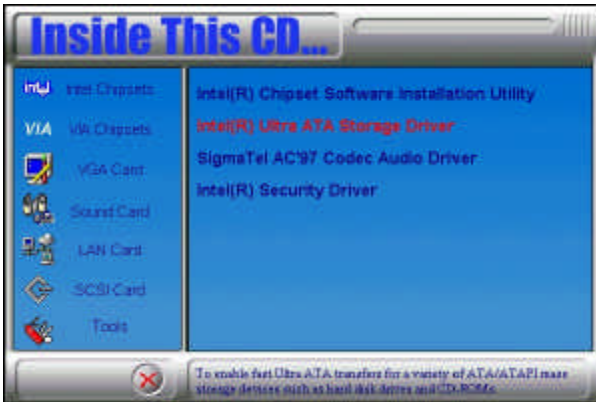 Inside This CD...
intel Intel Chipsets
VIA VIA Chipsets
VGA Card
Sound Card
LAN Card
SCSI Card
Tools
Intel(R) Chipset Software Installation Utility
Intel(R) Ultra ATA Storage Driver
SigmaTel AC'97 Codec Audio Driver
Intel(R) Security Driver
To enable fast Ultra ATA transfers for a variety of ATA/ATAPI mass
storage devices such as hard disk drives and CD-ROMs.